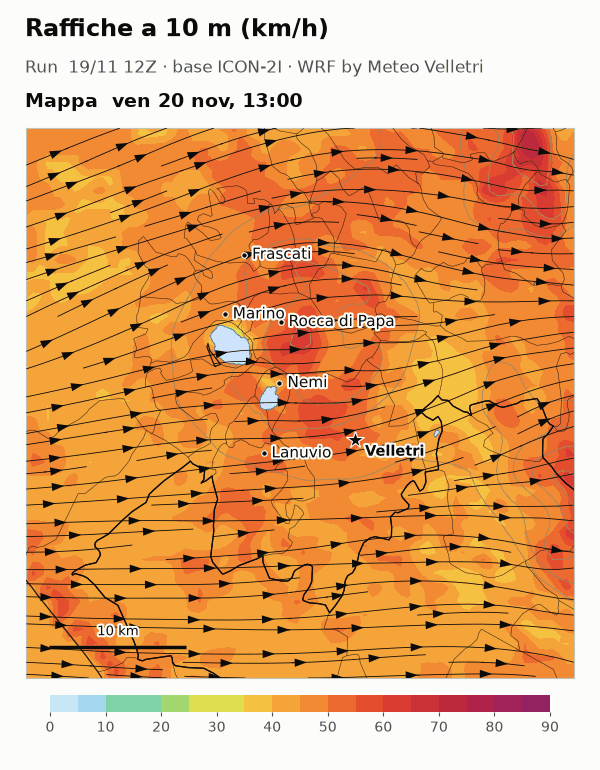 Raffiche a 10 m (km/h)
Run  19/11 12Z · base ICON-2I · WRF by Meteo Velletri
Mappa  ven 20 nov, 13:00
Frascati
Marino
Rocca di Papa
Nemi
Velletri
Lanuvio
10 km
0 10 20 30 40 50 60 70 80 90